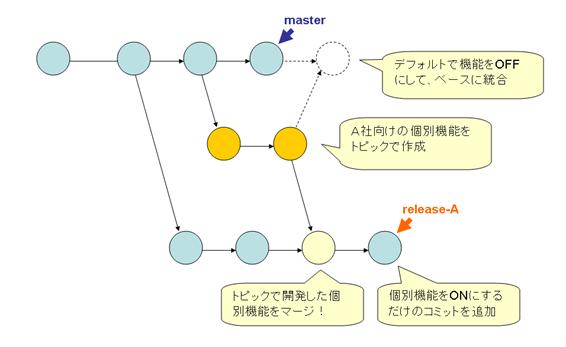 master
デフォルトで機能をOFF
にして、ベースに統合
A社向けの個別機能を
トピックで作成
release-A
トピックで開発した個
別機能をマージ！
個別機能をONにする
だけのコミットを追加